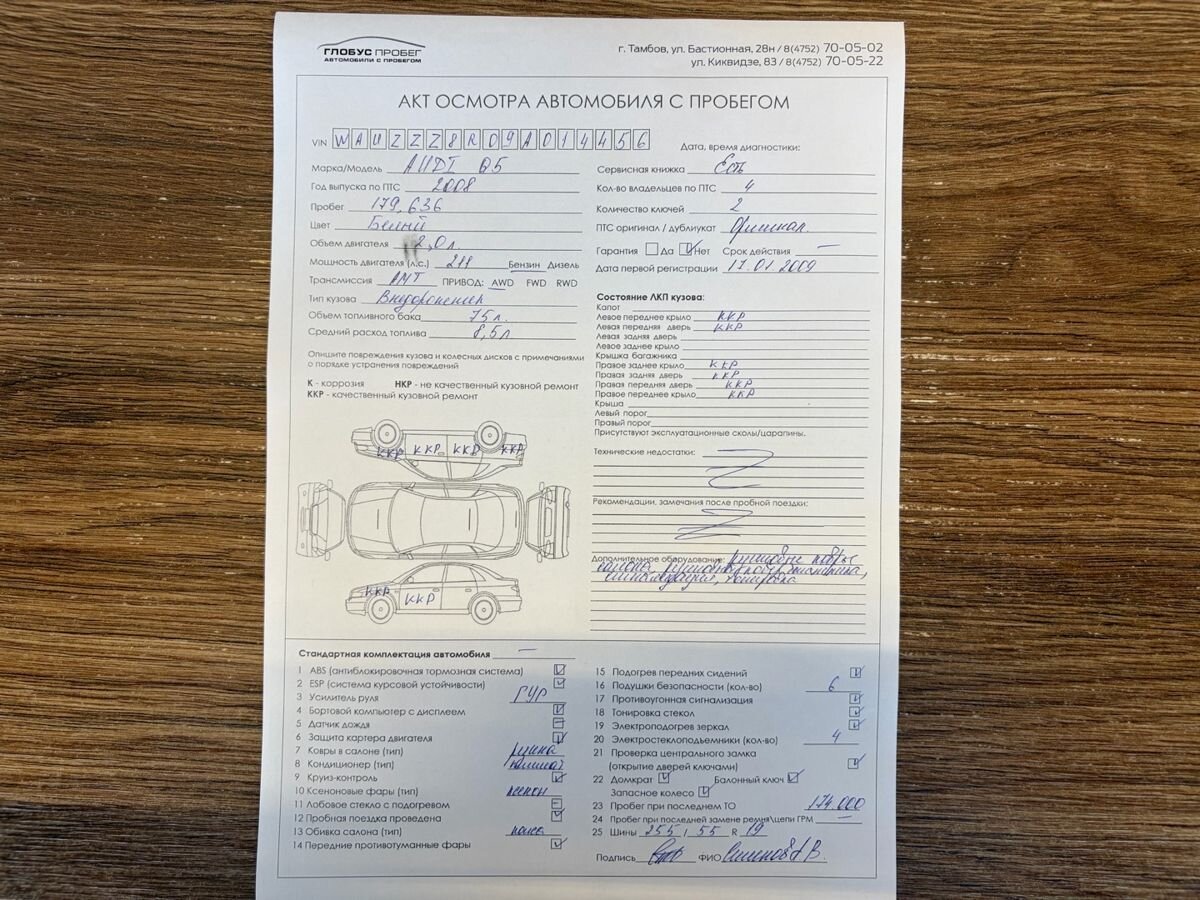 ГЛОБУС ПРОБЕГ
АВТОМОБИЛИ С ПРОБЕГОМ
г. Тамбов, ул. Бастионная, 28н / 8(4752) 70-05-02
ул. Киквидзе, 83 / 8(4752) 70-05-22
АКТ ОСМОТРА АВТОМОБИЛЯ С ПРОБЕГОМ
VIN WAUZZZ8R09A014456
Дата, время диагностики:
Марка/Модель AUDI Q5
Год выпуска по ПТС 2008
Пробег 179,636
Цвет Белый
Объем двигателя 2,0л.
Мощность двигателя (л.с.) 211 Бензин Дизель
Трансмиссия АМТ ПРИВОД: AWD FWD RWD
Тип кузова Внедорожник
Объем топливного бака 75л.
Средний расход топлива 8,5л
Сервисная книжка Есть
Кол-во владельцев по ПТС 4
Количество ключей 2
ПТС оригинал / дубликат Оригинал.
Гарантия Да Нет Срок действия —
Дата первой регистрации 17.01.2009
Опишите повреждения кузова и колесных дисков с примечаниями
о порядке устранения повреждений
К - коррозия НКР - не качественный кузовной ремонт
ККР - качественный кузовной ремонт
ККР ККР ККР ККР
ККР ККР
Состояние ЛКП кузова:
Капот
Левое переднее крыло ККР
Левая передняя дверь ККР
Левая задняя дверь
Левое заднее крыло
Крышка багажника
Правое заднее крыло ККР
Правая задняя дверь ККР
Правая передняя дверь ККР
Правое переднее крыло ККР
Крыша
Левый порог
Правый порог
Присутствуют эксплуатационные сколы/царапины.
Технические недостатки:
Рекомендации, замечания после пробной поездки:
Дополнительное оборудование: резиновые ковры
салона, сигнализация, тонировка
Стандартная комплектация автомобиля —
1 ABS (антиблокировочная тормозная система)
2 ESP (система курсовой устойчивости)
3 Усилитель руля ГУР
4 Бортовой компьютер с дисплеем
5 Датчик дождя —
6 Защита картера двигателя
7 Ковры в салоне (тип) резина
8 Кондиционер (тип) климат
9 Круиз-контроль
10 Ксеноновые фары (тип) ксенон
11 Лобовое стекло с подогревом —
12 Пробная поездка проведена
13 Обивка салона (тип) кожа
14 Передние противотуманные фары
15 Подогрев передних сидений
16 Подушки безопасности (кол-во) 6
17 Противоугонная сигнализация
18 Тонировка стекол
19 Электроподогрев зеркал
20 Электростеклоподъемники (кол-во) 4
21 Проверка центрального замка
(открытие дверей ключами)
22 Домкрат Балонный ключ
Запасное колесо
23 Пробег при последнем ТО 174.000
24 Пробег при последней замене ремня\цепи ГРМ —
25 Шины 255 / 55 R 19
Подпись ФИО